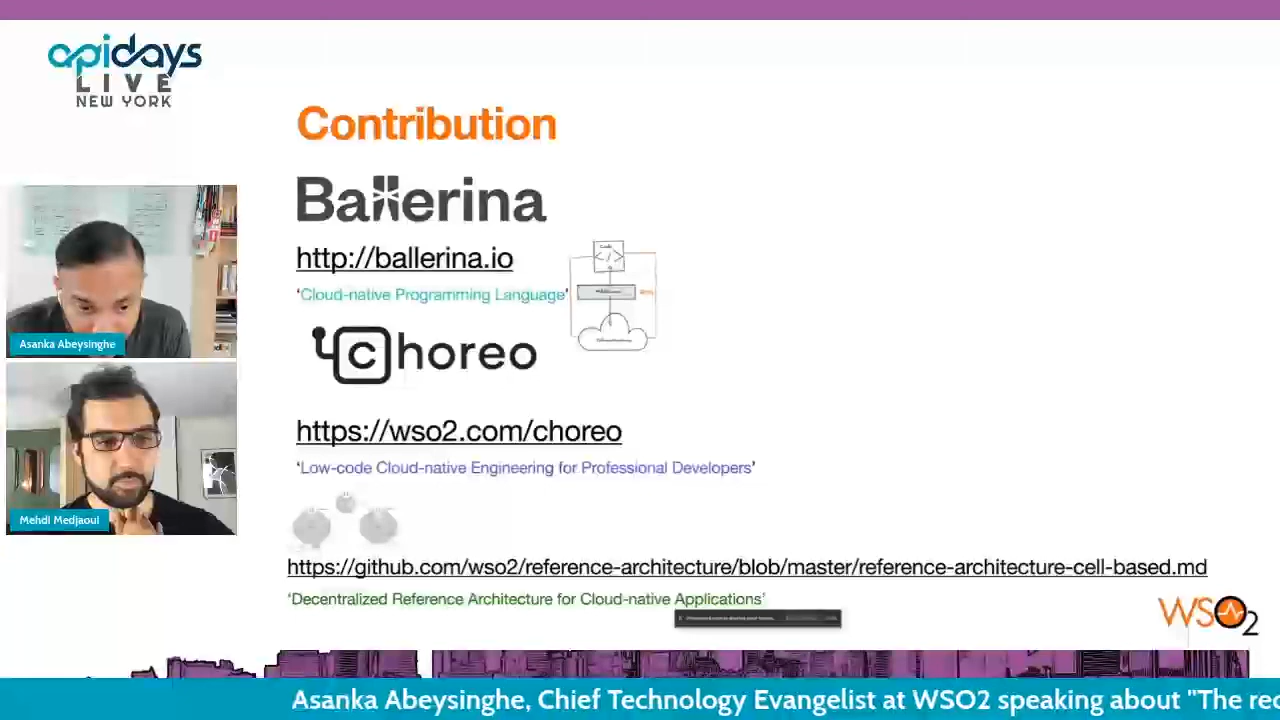 apidays
LIVE
NEW YORK
Contribution
Ballerina
http://ballerina.io
'Cloud-native Programming Language'
Code
</>
choreo
https://wso2.com/choreo
'Low-code Cloud-native Engineering for Professional Developers'
https://github.com/wso2/reference-architecture/blob/master/reference-architecture-cell-based.md
'Decentralized Reference Architecture for Cloud-native Applications'
Asanka Abeysinghe
Mehdi Medjaoui
WSO2
Asanka Abeysinghe, Chief Technology Evangelist at WSO2 speaking about "The rec